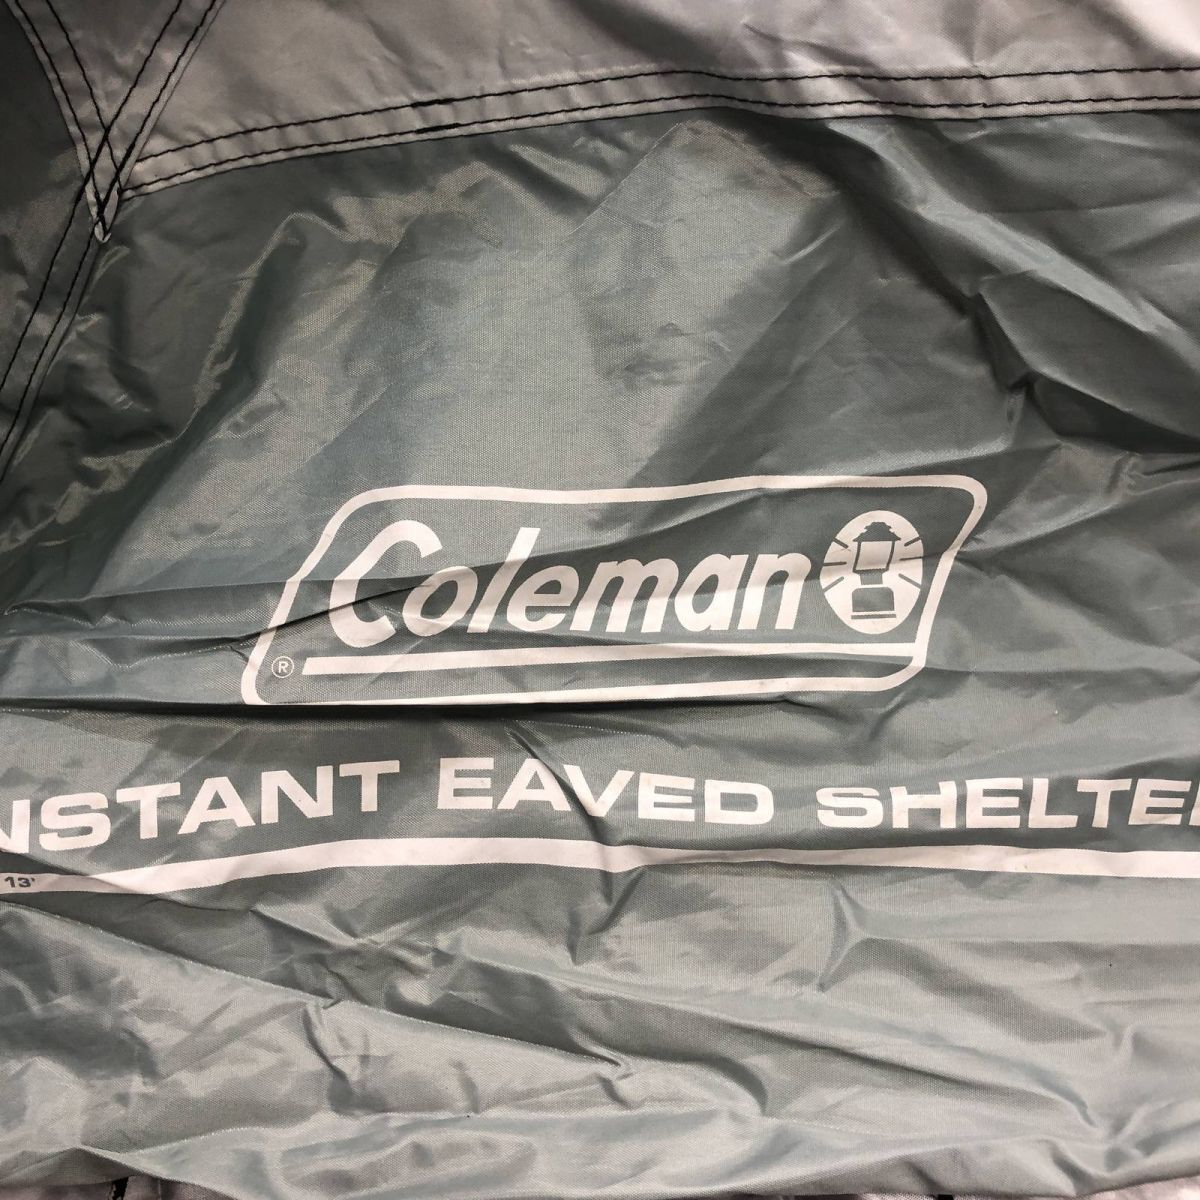 Coleman
®
NSTANT EAVED SHELTE
13'